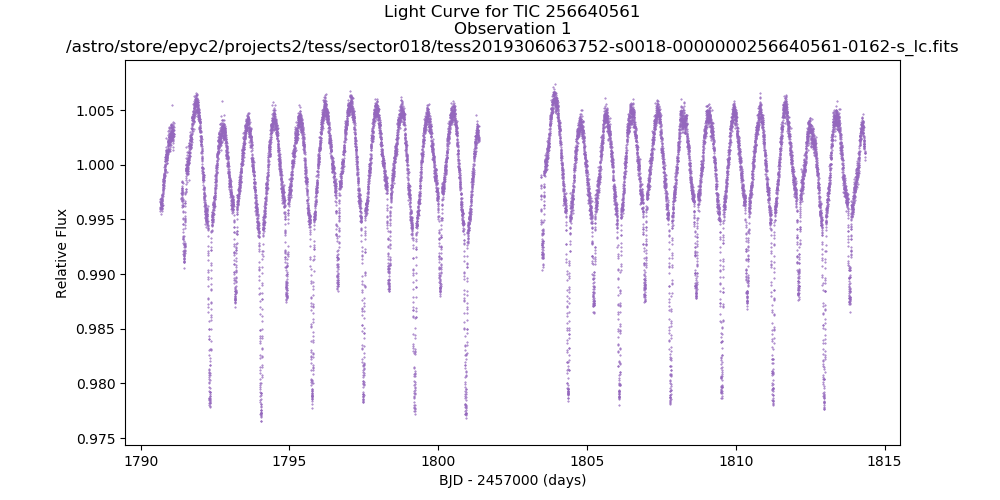 Light Curve for TIC 256640561
Observation 1
/astro/store/epyc2/projects2/tess/sector018/tess2019306063752-s0018-0000000256640561-0162-s_lc.fits
1.005
1.000
0.995
0.990
0.985
0.980
0.975
Relative Flux
1790
1795
1800
1805
1810
1815
BJD - 2457000 (days)